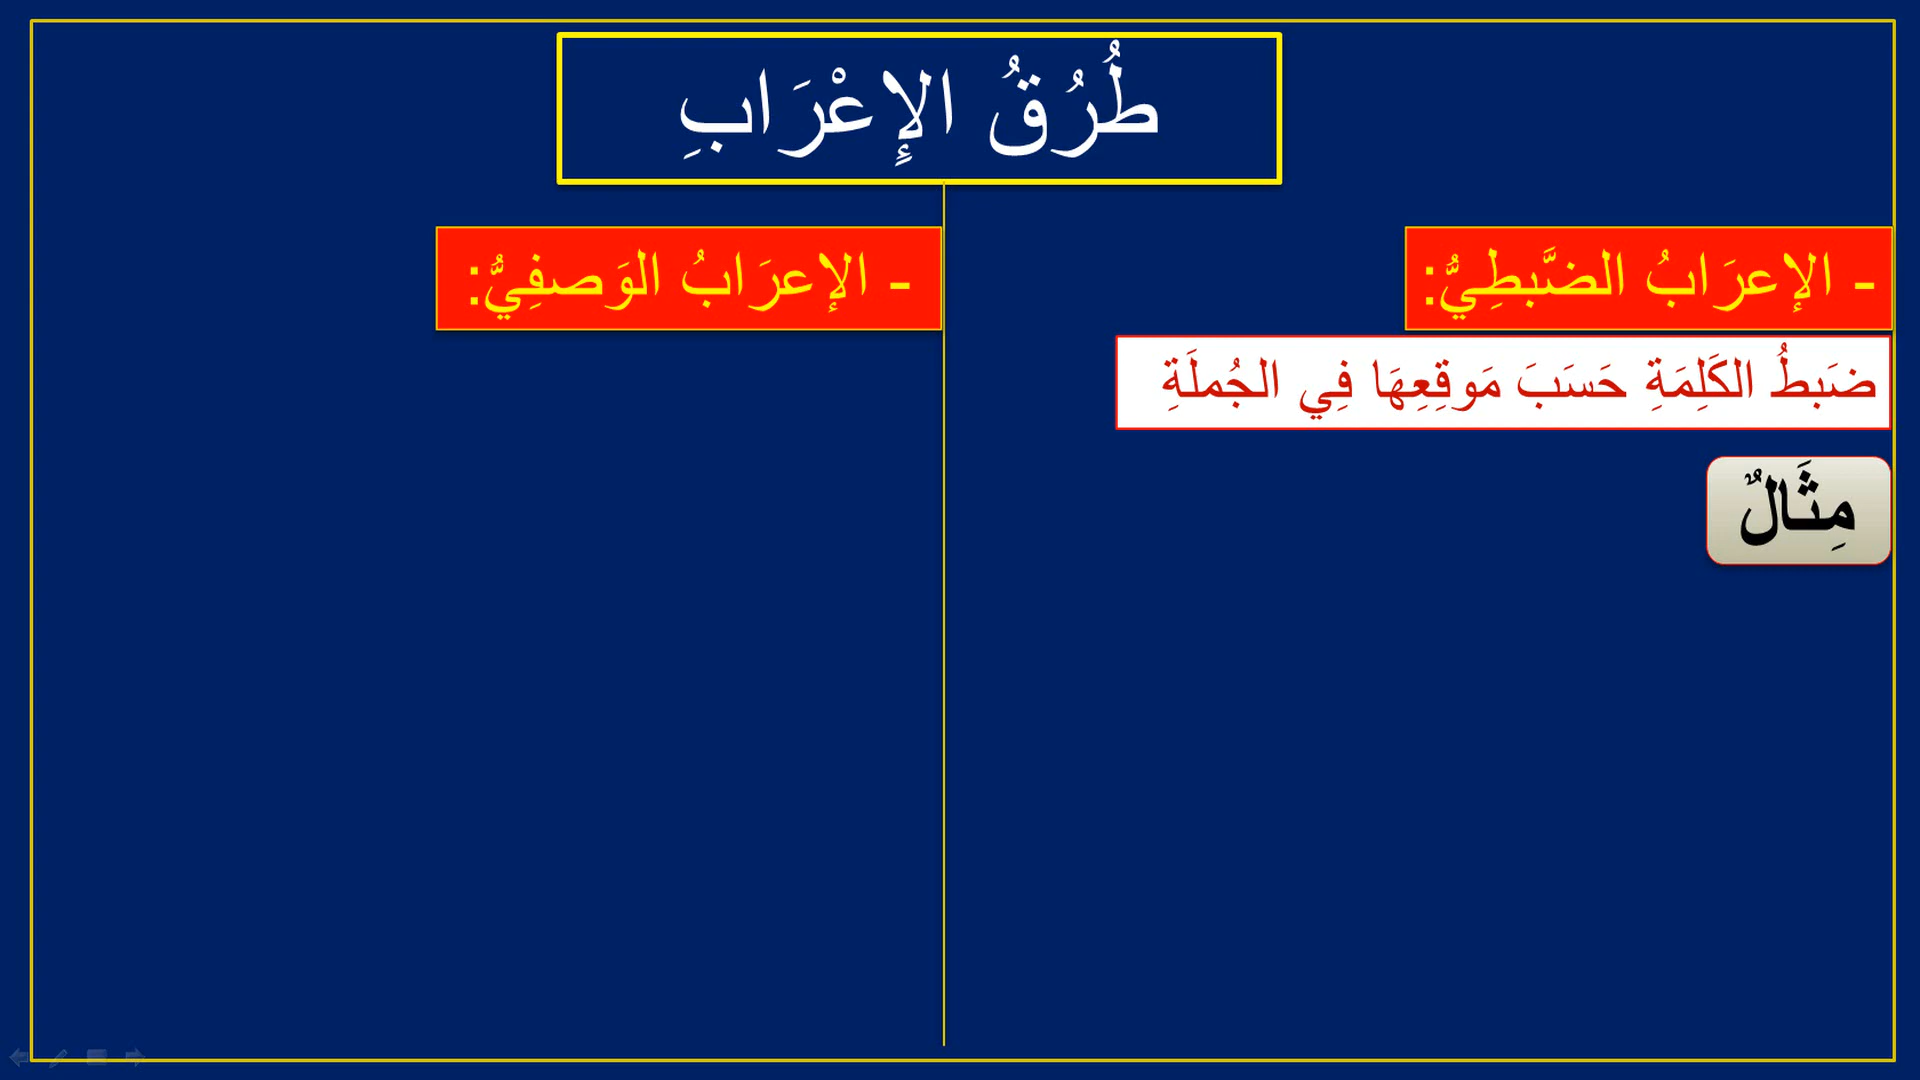 طُرُقُ الإِعْرَابِ
- الإعرَابُ الضَّبطِيُّ:
ضَبطُ الكَلِمَةِ حَسَبَ مَوقِعِهَا فِي الجُملَةِ
مِثَالٌ
- الإعرَابُ الوَصفِيُّ: